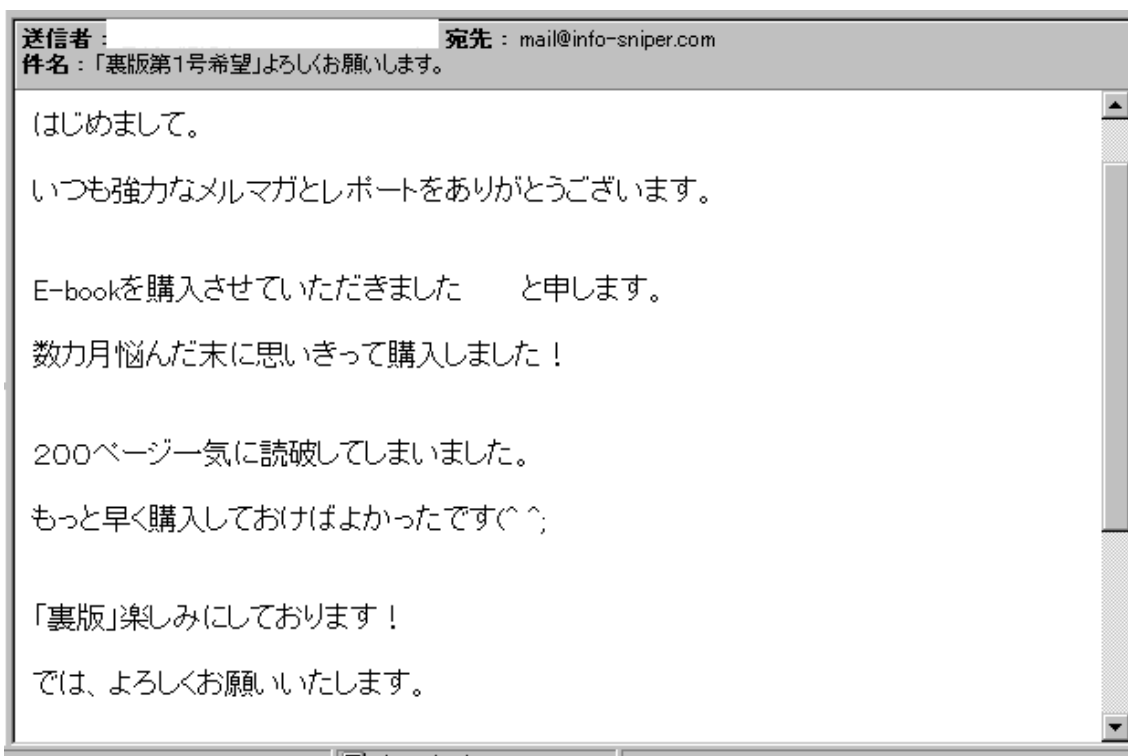 送信者： 宛先： mail@info-sniper.com
件名：「裏版第1号希望」よろしくお願いします。
はじめまして。
いつも強力なメルマガとレポートをありがとうございます。
E-bookを購入させていただきました　　と申します。
数カ月悩んだ末に思いきって購入しました！
200ページ一気に読破してしまいました。
もっと早く購入しておけばよかったです(^ ^;
「裏版」楽しみにしております！
では、よろしくお願いいたします。